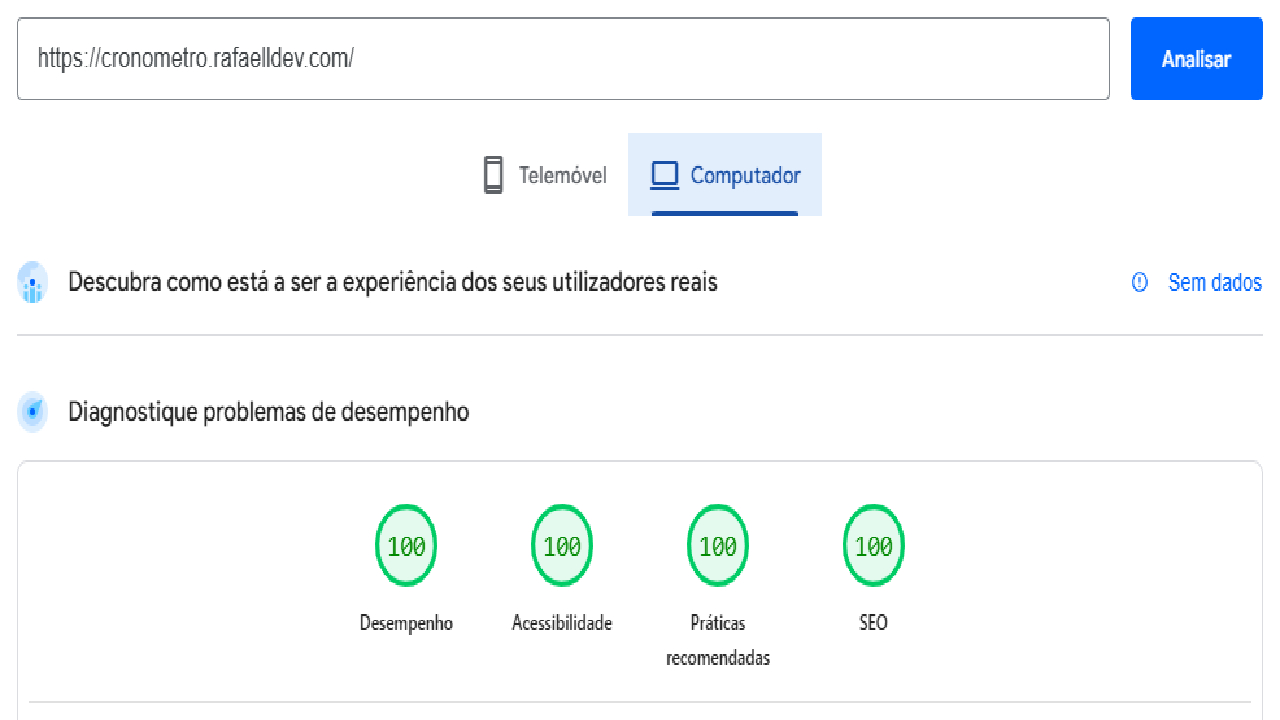 https://cronometro.rafaelldev.com/
Analisar
Telemóvel
Computador
Descubra como está a ser a experiência dos seus utilizadores reais
Sem dados
Diagnostique problemas de desempenho
100
100
100
100
Desempenho
Acessibilidade
Práticas
recomendadas
SEO